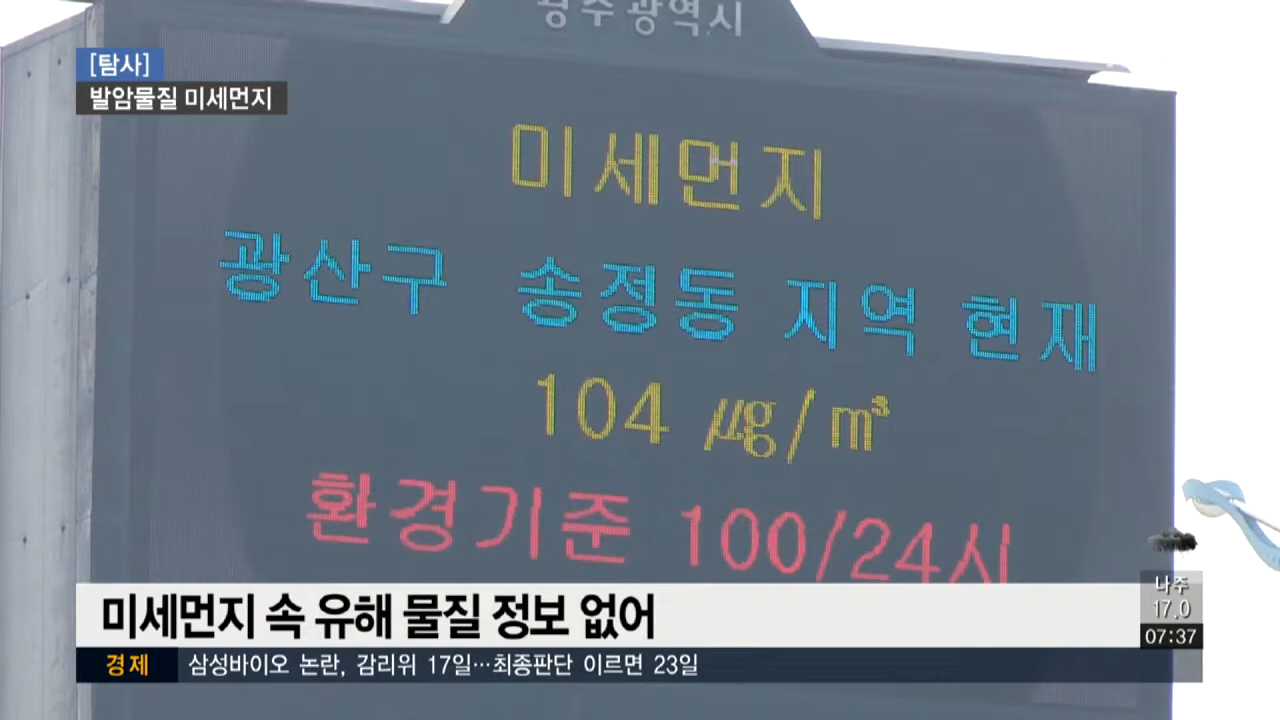 광주광역시
[탐사]
발암물질 미세먼지
미세먼지
광산구 송정동 지역 현재
104 ㎍/㎥
환경기준 100/24시
나주
17.0
07:37
미세먼지 속 유해 물질 정보 없어
경제 삼성바이오 논란, 감리위 17일…최종판단 이르면 23일